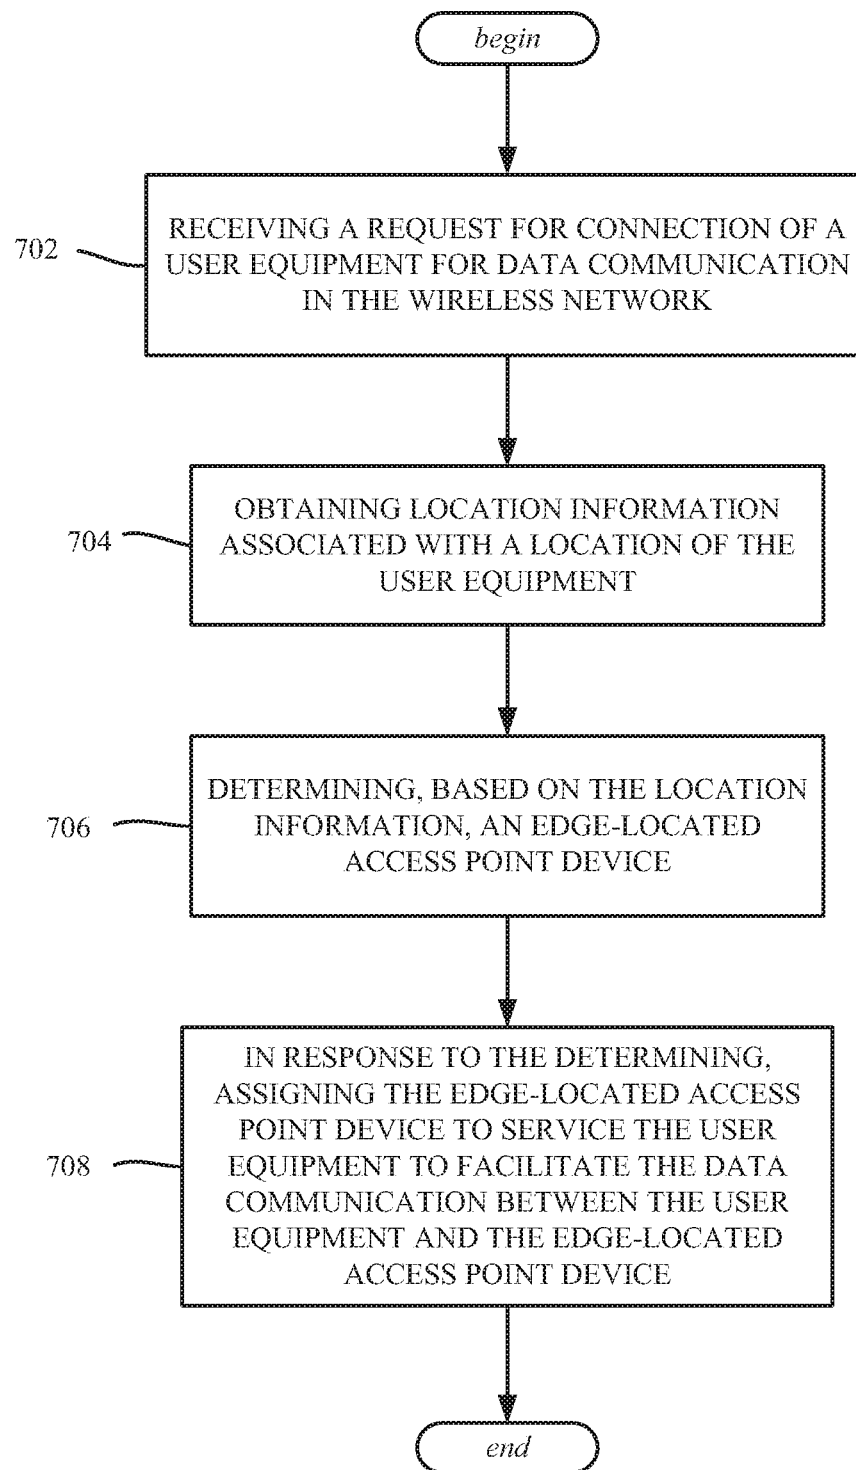 begin
702
RECEIVING A REQUEST FOR CONNECTION OF A
USER EQUIPMENT FOR DATA COMMUNICATION
IN THE WIRELESS NETWORK
704
OBTAINING LOCATION INFORMATION
ASSOCIATED WITH A LOCATION OF THE
USER EQUIPMENT
706
DETERMINING, BASED ON THE LOCATION
INFORMATION, AN EDGE-LOCATED
ACCESS POINT DEVICE
708
IN RESPONSE TO THE DETERMINING,
ASSIGNING THE EDGE-LOCATED ACCESS
POINT DEVICE TO SERVICE THE USER
EQUIPMENT TO FACILITATE THE DATA
COMMUNICATION BETWEEN THE USER
EQUIPMENT AND THE EDGE-LOCATED
ACCESS POINT DEVICE
end